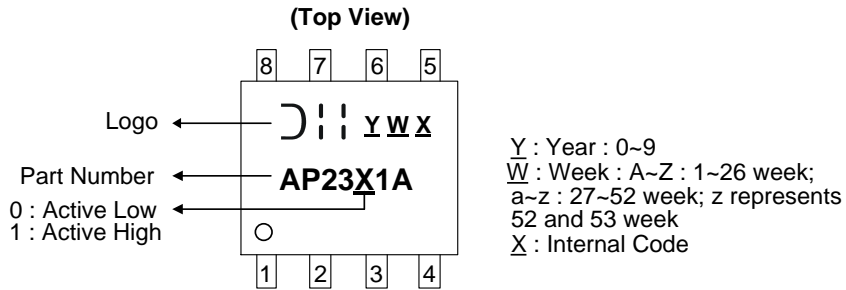 (Top View)
8 7 6 5
Logo
Y W X
Part Number
AP23X1A
0 : Active Low
1 : Active High
1 2 3 4
Y : Year : 0~9
W : Week : A~Z : 1~26 week;
a~z : 27~52 week; z represents
52 and 53 week
X : Internal Code